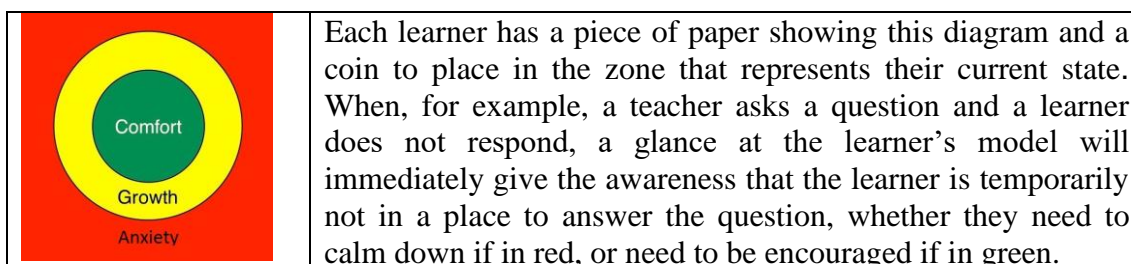 Comfort
Growth
Anxiety
Each learner has a piece of paper showing this diagram and a
coin to place in the zone that represents their current state.
When, for example, a teacher asks a question and a learner
does not respond, a glance at the learner's model will
immediately give the awareness that the learner is temporarily
not in a place to answer the question, whether they need to
calm down if in red, or need to be encouraged if in green.